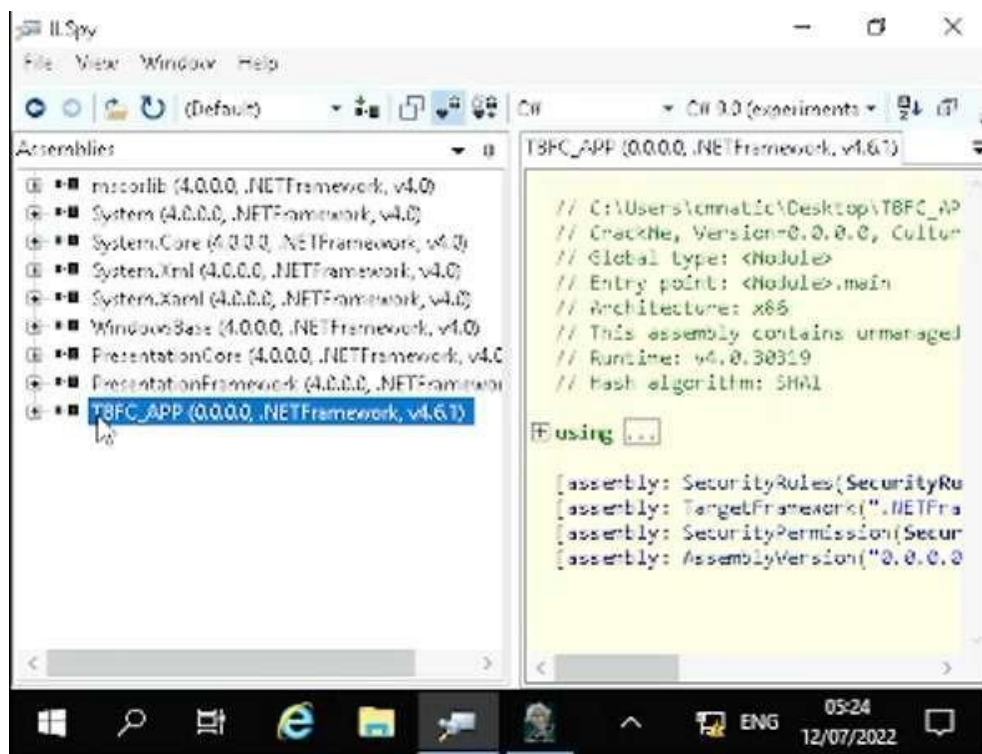 ILSpy
File View Window Help
(Default) C# C# 9.0 (experimenta
Assemblies
TBFC_APP (0.0.0.0, .NETFramework, v4.6.1)
mscorlib (4.0.0.0, .NETFramework, v4.0)
System (4.0.0.0, .NETFramework, v4.0)
System.Core (4.0.0.0, .NETFramework, v4.0)
System.Xml (4.0.0.0, .NETFramework, v4.0)
System.Xaml (4.0.0.0, .NETFramework, v4.0)
WindowsBase (4.0.0.0, .NETFramework, v4.0)
PresentationCore (4.0.0.0, .NETFramework, v4.0
PresentationFramework (4.0.0.0, .NETFramewor
TBFC_APP (0.0.0.0, .NETFramework, v4.6.1)
// C:\Users\cmnatic\Desktop\TBFC_AP
// CrackMe, Version=0.0.0.0, Cultur
// Global type: <Module>
// Entry point: <Module>.main
// Architecture: x86
// This assembly contains unmanaged
// Runtime: v4.0.30319
// Hash algorithm: SHA1
using ...
[assembly: SecurityRules(SecurityRu
[assembly: TargetFramework(".NETFra
[assembly: SecurityPermission(Secur
[assembly: AssemblyVersion("0.0.0.0
ENG
05:24
12/07/2022